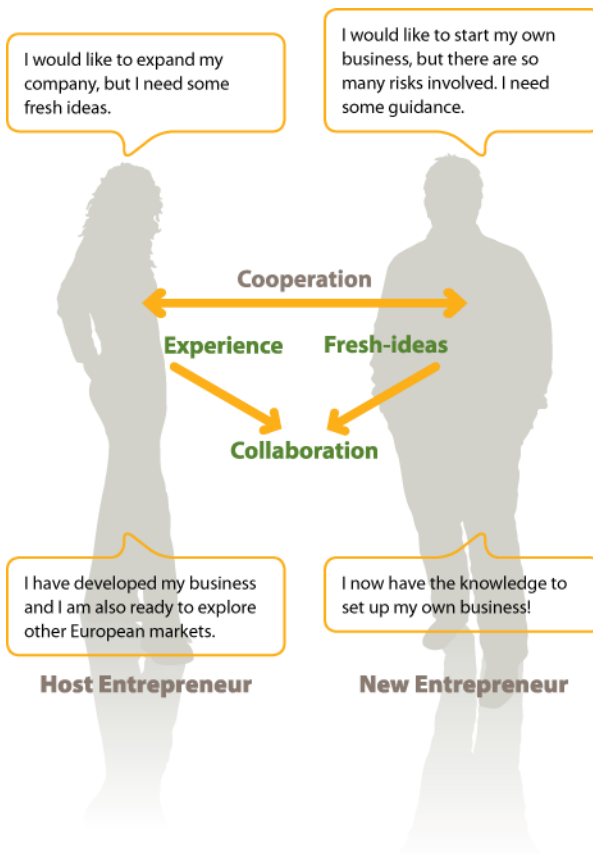 I would like to expand my
company, but I need some
fresh ideas.
I would like to start my own
business, but there are so
many risks involved. I need
some guidance.
Cooperation
Experience
Fresh-ideas
Collaboration
I have developed my business
and I am also ready to explore
other European markets.
I now have the knowledge to
set up my own business!
Host Entrepreneur
New Entrepreneur